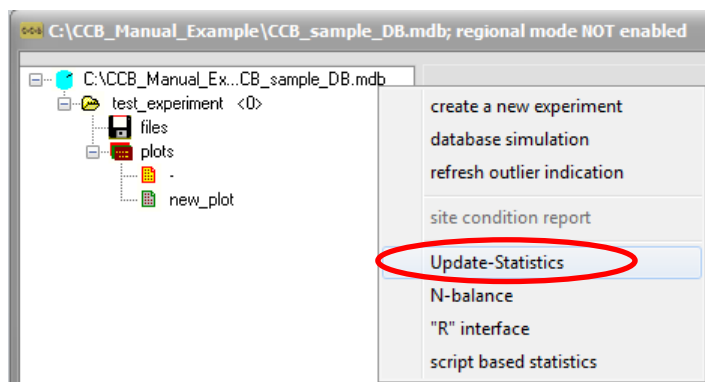 C:\CCB_Manual_Example\CCB_sample_DB.mdb; regional mode NOT enabled
C:\CCB_Manual_Ex...CB_sample_DB.mdb
test_experiment <0>
files
plots
-
new_plot
create a new experiment
database simulation
refresh outlier indication
site condition report
Update-Statistics
N-balance
"R" interface
script based statistics